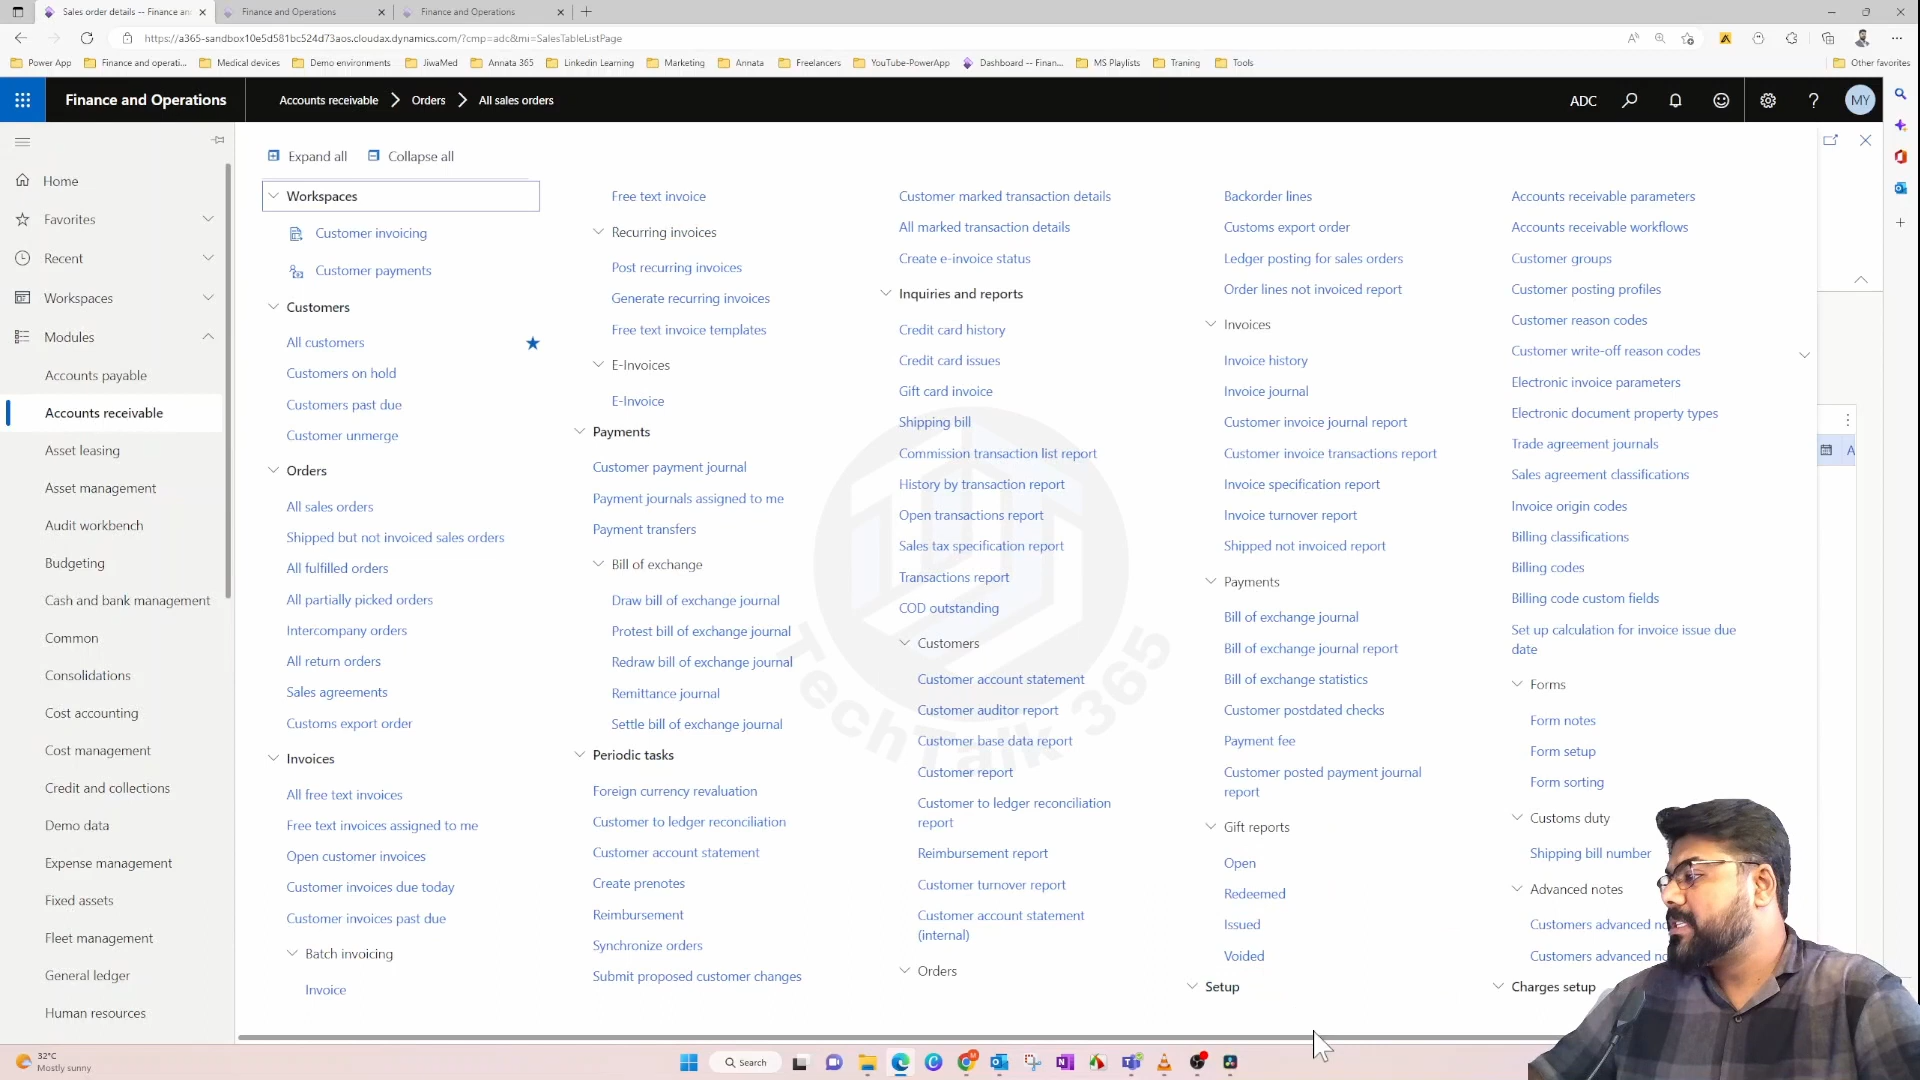 Sales order details -- Finance and
Finance and Operations
Finance and Operations
https://a365-sandbox10e5d581bc524d73aos.cloudax.dynamics.com/?cmp=adc&mi=SalesTableListPage
Power App
Finance and operati...
Medical devices
Demo environments
JiwaMed
Annata 365
Linkedin Learning
Marketing
Annata
Freelancers
YouTube-PowerApp
Dashboard -- Finan...
MS Playlists
Traning
Tools
Other favorites
Finance and Operations
Accounts receivable
Orders
All sales orders
ADC
MY
Home
Favorites
Recent
Workspaces
Modules
Accounts payable
Accounts receivable
Asset leasing
Asset management
Audit workbench
Budgeting
Cash and bank management
Common
Consolidations
Cost accounting
Cost management
Credit and collections
Demo data
Expense management
Fixed assets
Fleet management
General ledger
Human resources
Expand all
Collapse all
Workspaces
Customer invoicing
Customer payments
Customers
All customers
Customers on hold
Customers past due
Customer unmerge
Orders
All sales orders
Shipped but not invoiced sales orders
All fulfilled orders
All partially picked orders
Intercompany orders
All return orders
Sales agreements
Customs export order
Invoices
All free text invoices
Free text invoices assigned to me
Open customer invoices
Customer invoices due today
Customer invoices past due
Batch invoicing
Invoice
Free text invoice
Recurring invoices
Post recurring invoices
Generate recurring invoices
Free text invoice templates
E-Invoices
E-Invoice
Payments
Customer payment journal
Payment journals assigned to me
Payment transfers
Bill of exchange
Draw bill of exchange journal
Protest bill of exchange journal
Redraw bill of exchange journal
Remittance journal
Settle bill of exchange journal
Periodic tasks
Foreign currency revaluation
Customer to ledger reconciliation
Customer account statement
Create prenotes
Reimbursement
Synchronize orders
Submit proposed customer changes
Customer marked transaction details
All marked transaction details
Create e-invoice status
Inquiries and reports
Credit card history
Credit card issues
Gift card invoice
Shipping bill
Commission transaction list report
History by transaction report
Open transactions report
Sales tax specification report
Transactions report
COD outstanding
Customers
Customer account statement
Customer auditor report
Customer base data report
Customer report
Customer to ledger reconciliation
report
Reimbursement report
Customer turnover report
Customer account statement
(internal)
Orders
Backorder lines
Customs export order
Ledger posting for sales orders
Order lines not invoiced report
Invoices
Invoice history
Invoice journal
Customer invoice journal report
Customer invoice transactions report
Invoice specification report
Invoice turnover report
Shipped not invoiced report
Payments
Bill of exchange journal
Bill of exchange journal report
Bill of exchange statistics
Customer postdated checks
Payment fee
Customer posted payment journal
report
Gift reports
Open
Redeemed
Issued
Voided
Setup
Accounts receivable parameters
Accounts receivable workflows
Customer groups
Customer posting profiles
Customer reason codes
Customer write-off reason codes
Electronic invoice parameters
Electronic document property types
Trade agreement journals
Sales agreement classifications
Invoice origin codes
Billing classifications
Billing codes
Billing code custom fields
Set up calculation for invoice issue due
date
Forms
Form notes
Form setup
Form sorting
Customs duty
Shipping bill number
Advanced notes
Customers advanced no
Customers advanced no
Charges setup
A
TechTalk 365
32°C
Mostly sunny
Search